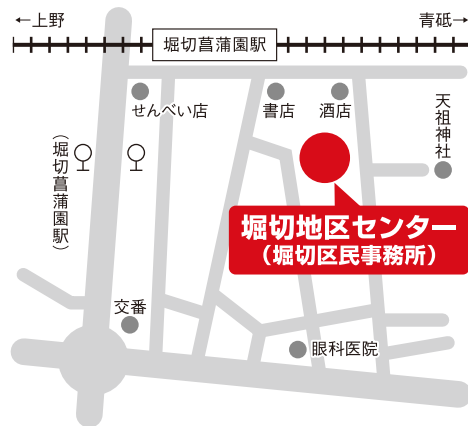 ←上野
青砥→
堀切菖蒲園駅
せんべい店
書店
酒店
天祖神社
（堀切菖蒲園駅）
堀切地区センター
（堀切区民事務所）
交番
眼科医院